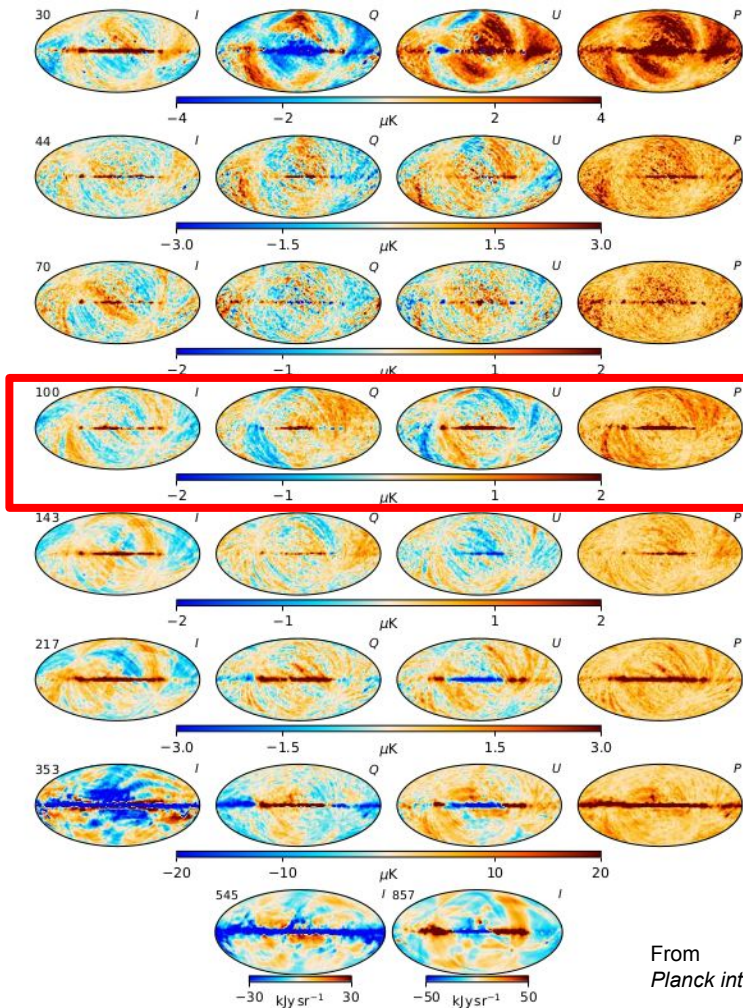 30 I Q U P
−4 −2 2 4
μK
44 I Q U P
−3.0 −1.5 1.5 3.0
μK
70 I Q U P
−2 −1 1 2
μK
100 I Q U P
−2 −1 1 2
μK
143 I Q U P
−2 −1 1 2
μK
217 I Q U P
−3.0 −1.5 1.5 3.0
μK
353 I Q U P
−20 −10 10 20
μK
545 I 857 I
−30 kJy sr⁻¹ 30 −50 kJy sr⁻¹ 50
From
Planck int